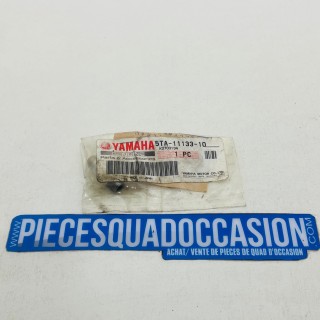 YAMAHA 5TA-11133-10
1 PC
WWW.
PIECESQUADOCCASION
.COM
ACHAT/ VENTE DE PIECES DE QUAD D'OCCASION